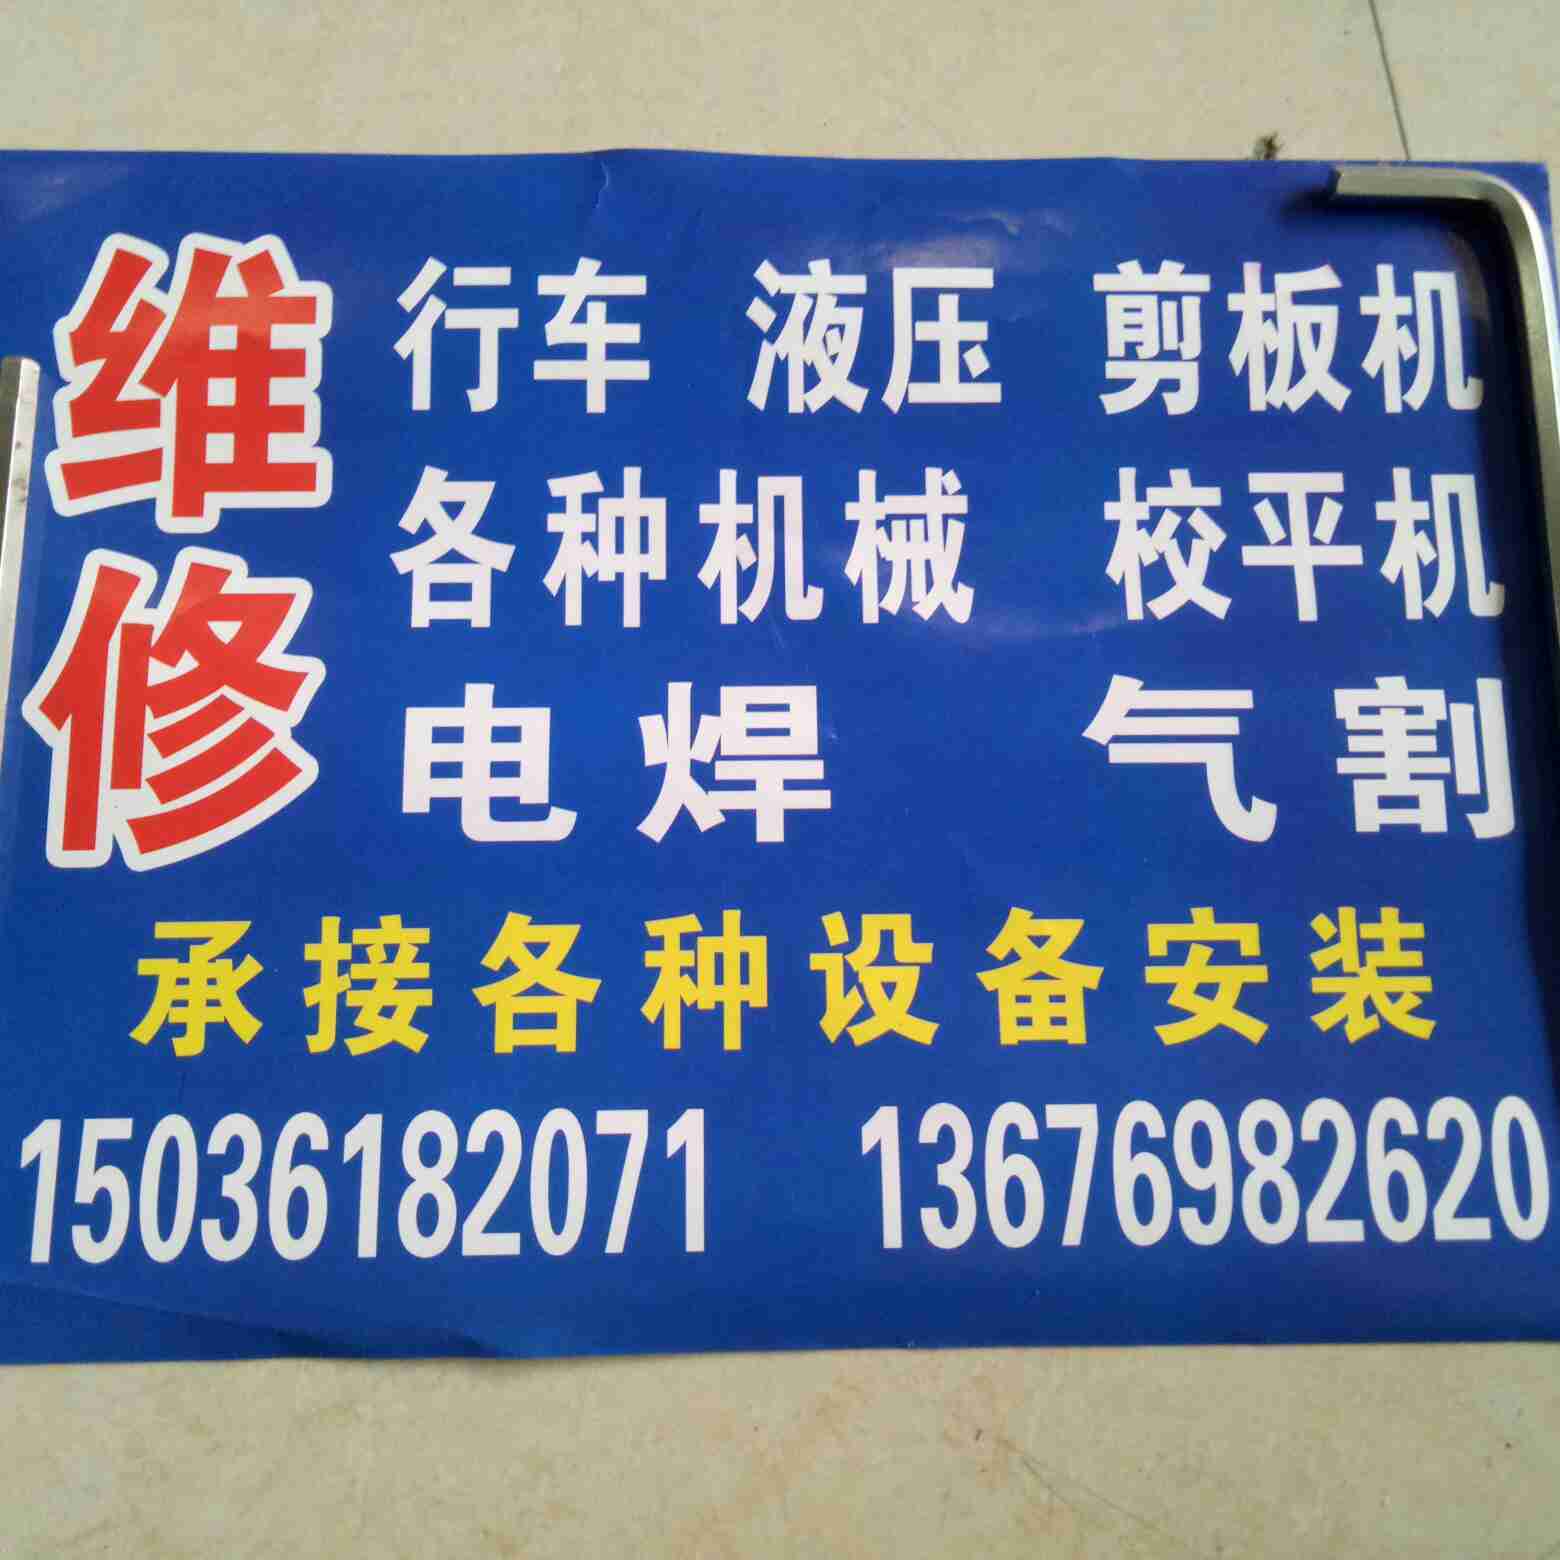 维修
行车 液压 剪板机
各种机械 校平机
电焊 气割
承接各种设备安装
15036182071 13676982620